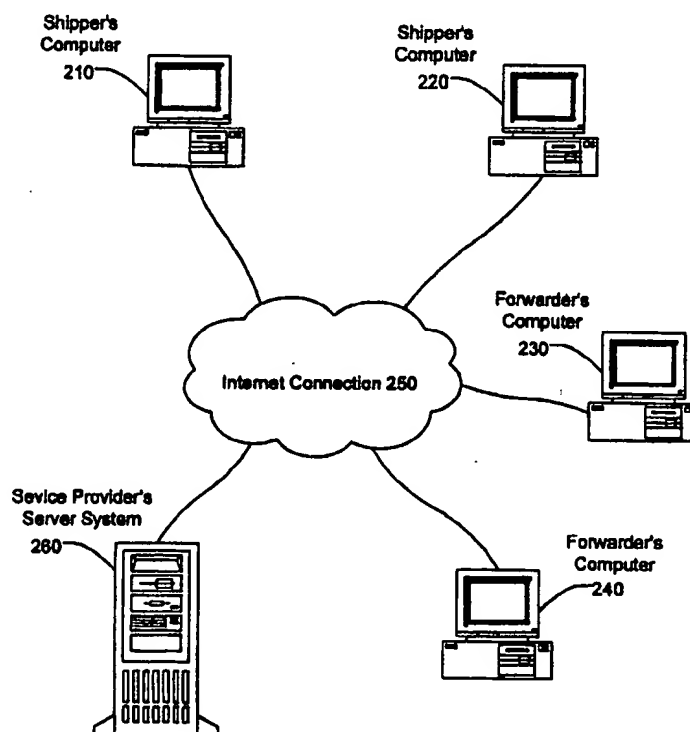 Shipper's
Computer
210
Shipper's
Computer
220
Forwarder's
Computer
230
Internet Connection 250
Sevice Provider's
Server System
260
Forwarder's
Computer
240